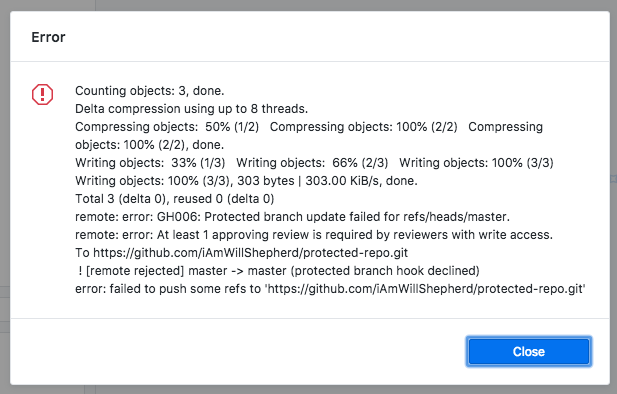 Error
Counting objects: 3, done.
Delta compression using up to 8 threads.
Compressing objects:  50% (1/2)   Compressing objects: 100% (2/2)   Compressing
objects: 100% (2/2), done.
Writing objects:  33% (1/3)   Writing objects:  66% (2/3)   Writing objects: 100% (3/3)
Writing objects: 100% (3/3), 303 bytes | 303.00 KiB/s, done.
Total 3 (delta 0), reused 0 (delta 0)
remote: error: GH006: Protected branch update failed for refs/heads/master.
remote: error: At least 1 approving review is required by reviewers with write access.
To https://github.com/iAmWillShepherd/protected-repo.git
! [remote rejected] master -> master (protected branch hook declined)
error: failed to push some refs to 'https://github.com/iAmWillShepherd/protected-repo.git'
Close